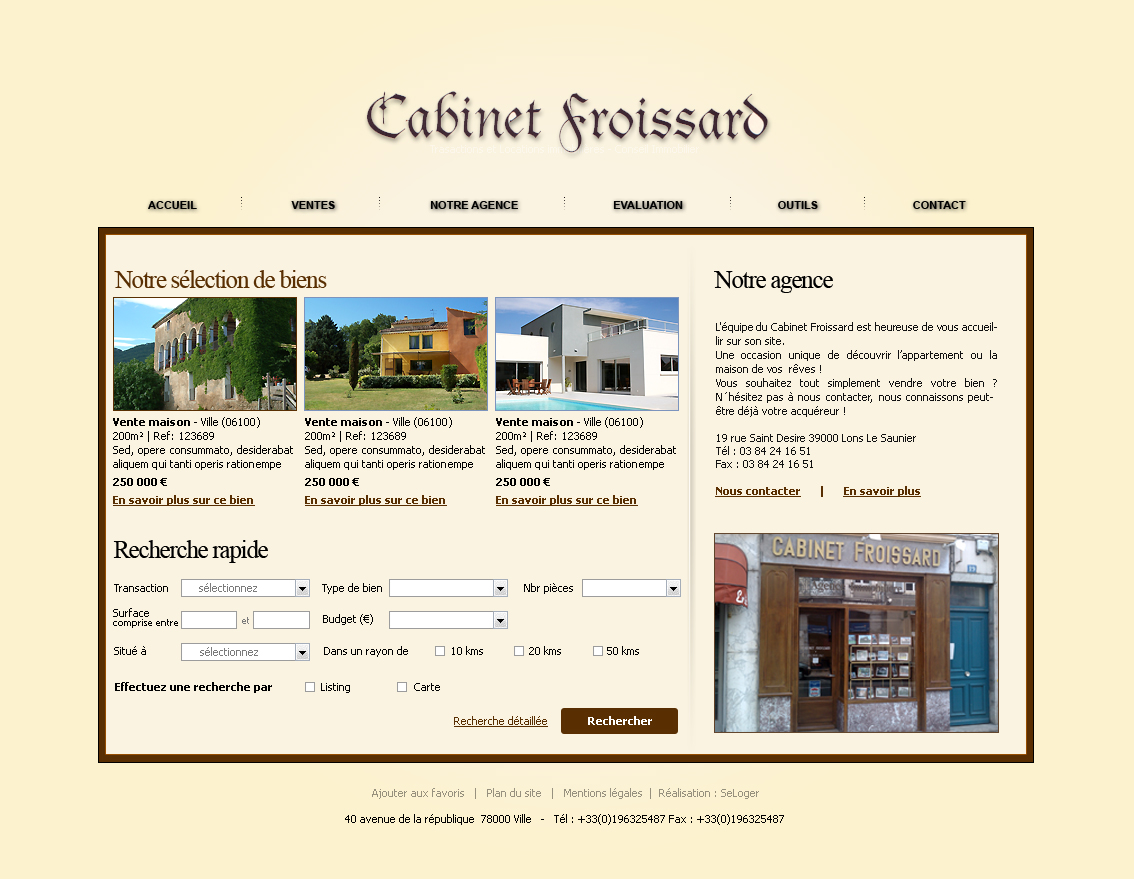 Cabinet Froissard
ACCUEIL VENTES NOTRE AGENCE EVALUATION OUTILS CONTACT
Notre sélection de biens
Vente maison - Ville (06100)
200m² | Ref: 123689
Sed, opere consummato, desiderabat
aliquem qui tanti operis rationempe
250 000 €
En savoir plus sur ce bien
Vente maison - Ville (06100)
200m² | Ref: 123689
Sed, opere consummato, desiderabat
aliquem qui tanti operis rationempe
250 000 €
En savoir plus sur ce bien
Vente maison - Ville (06100)
200m² | Ref: 123689
Sed, opere consummato, desiderabat
aliquem qui tanti operis rationempe
250 000 €
En savoir plus sur ce bien
Recherche rapide
Transaction sélectionnez Type de bien Nbr pièces
Surface
comprise entre et Budget (€)
Situé à sélectionnez Dans un rayon de 10 kms 20 kms 50 kms
Effectuez une recherche par Listing Carte
Recherche détaillée Rechercher
Notre agence
L'équipe du Cabinet Froissard est heureuse de vous accueil-
lir sur son site.
Une occasion unique de découvrir l'appartement ou la
maison de vos rêves !
Vous souhaitez tout simplement vendre votre bien ?
N´hésitez pas à nous contacter, nous connaissons peut-
être déjà votre acquéreur !
19 rue Saint Desire 39000 Lons Le Saunier
Tél : 03 84 24 16 51
Fax : 03 84 24 16 51
Nous contacter | En savoir plus
CABINET FROISSARD
Ajouter aux favoris | Plan du site | Mentions légales | Réalisation : SeLoger
40 avenue de la république 78000 Ville - Tél : +33(0)196325487 Fax : +33(0)196325487